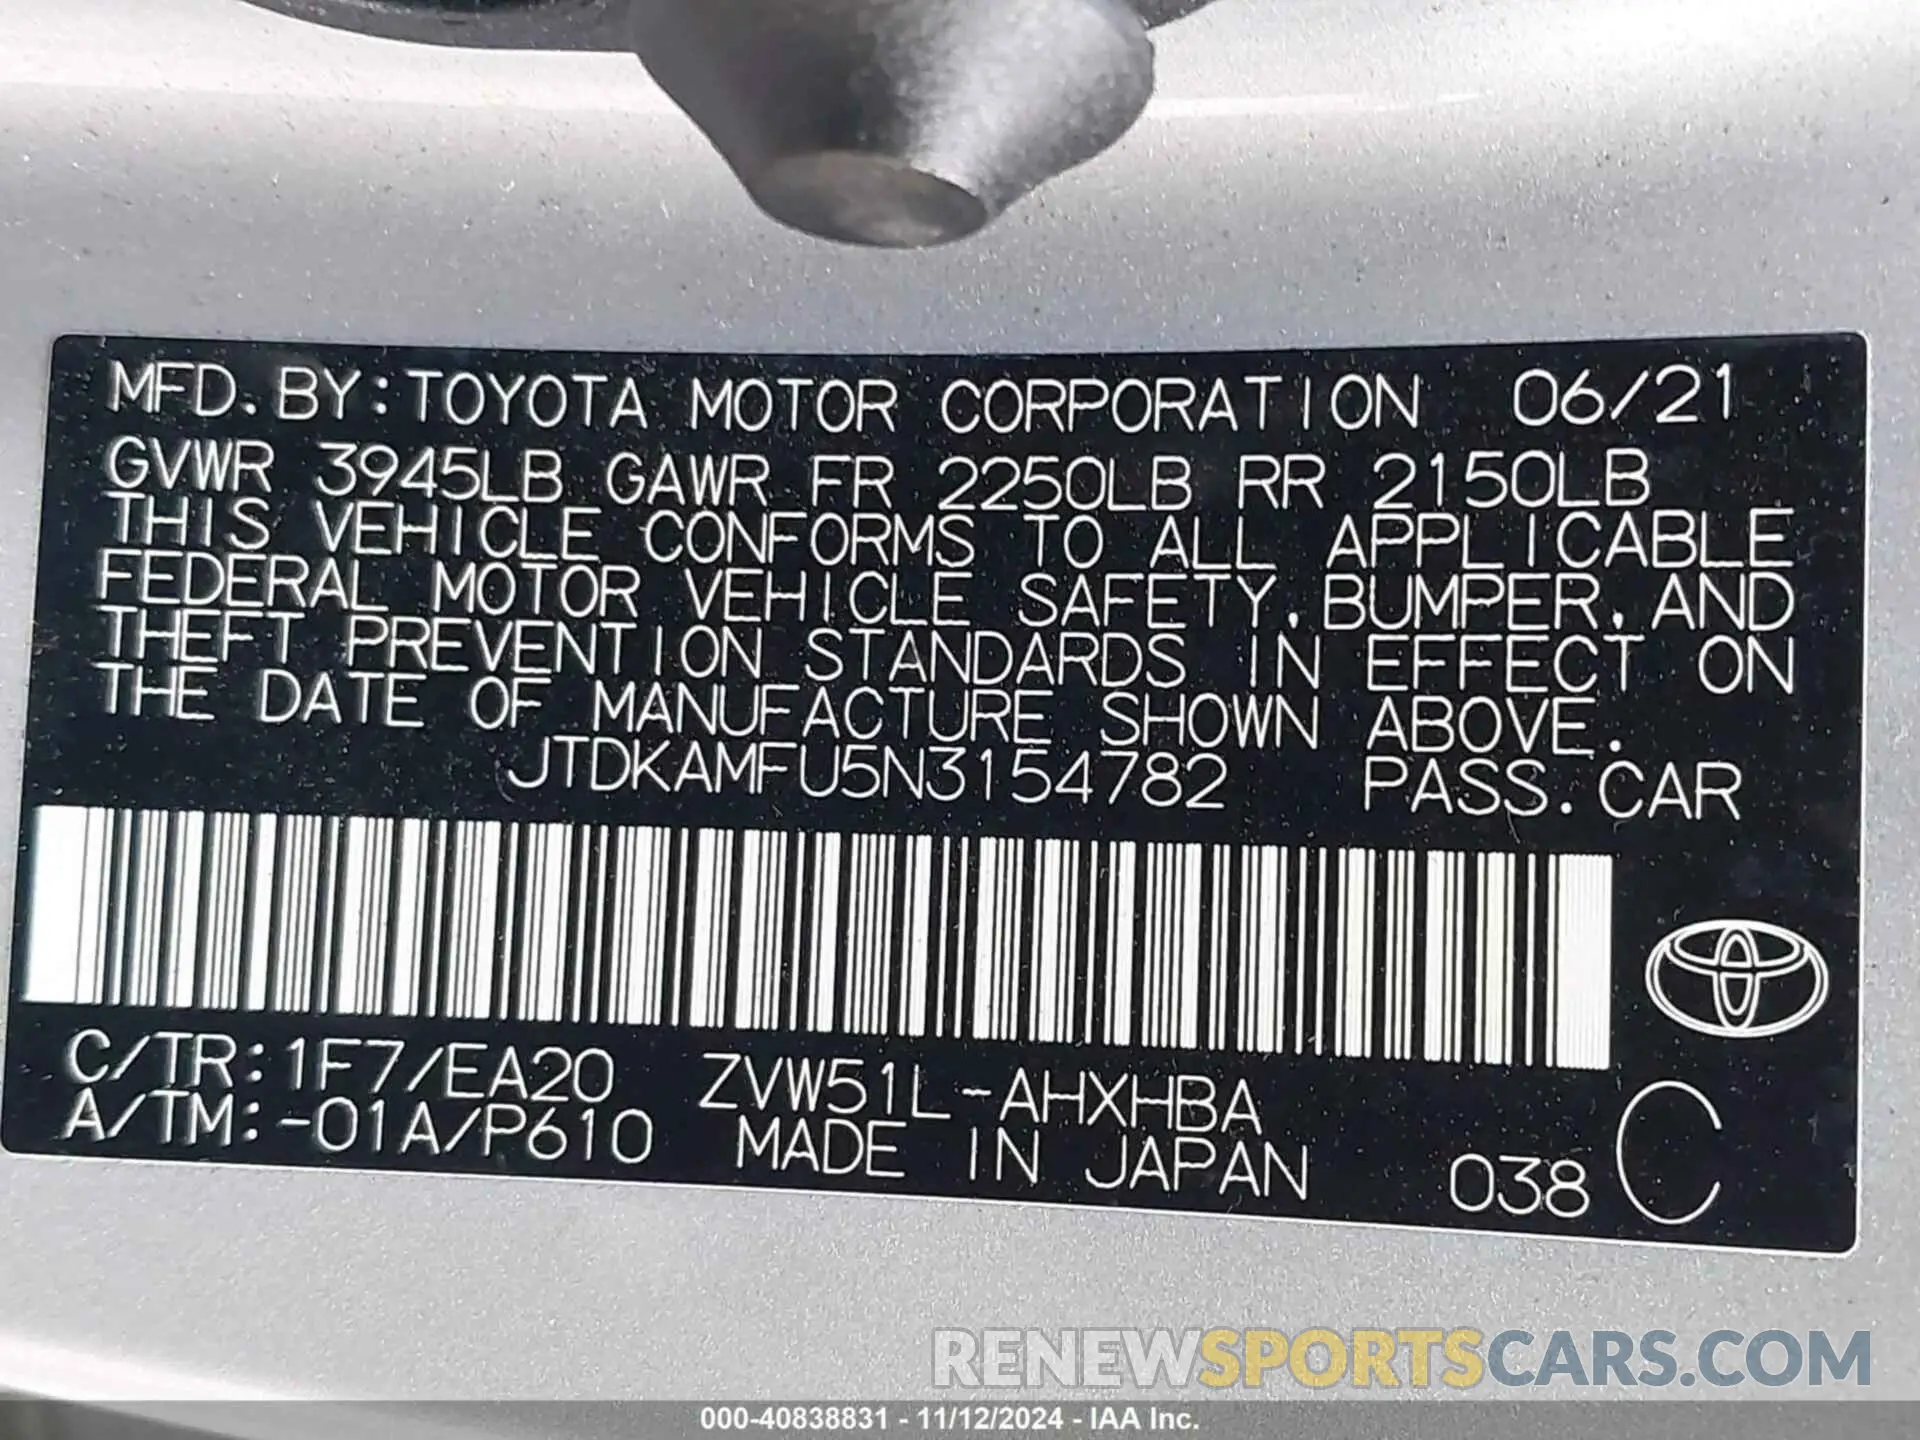 MFD. BY: TOYOTA MOTOR CORPORATION 06/21
GVWR 3945LB GAWR FR 2250LB RR 2150LB
THIS VEHICLE CONFORMS TO ALL APPLICABLE
FEDERAL MOTOR VEHICLE SAFETY, BUMPER, AND
THEFT PREVENTION STANDARDS IN EFFECT ON
THE DATE OF MANUFACTURE SHOWN ABOVE.
JTDKAMFU5N3154782 PASS. CAR
C/TR: 1F7/EA20 ZVW51L-AHXHBA
A/TM: -01A/P610 MADE IN JAPAN 038 C
RENEWSPORTSCARS.COM
000-40838831 - 11/12/2024 - IAA Inc.